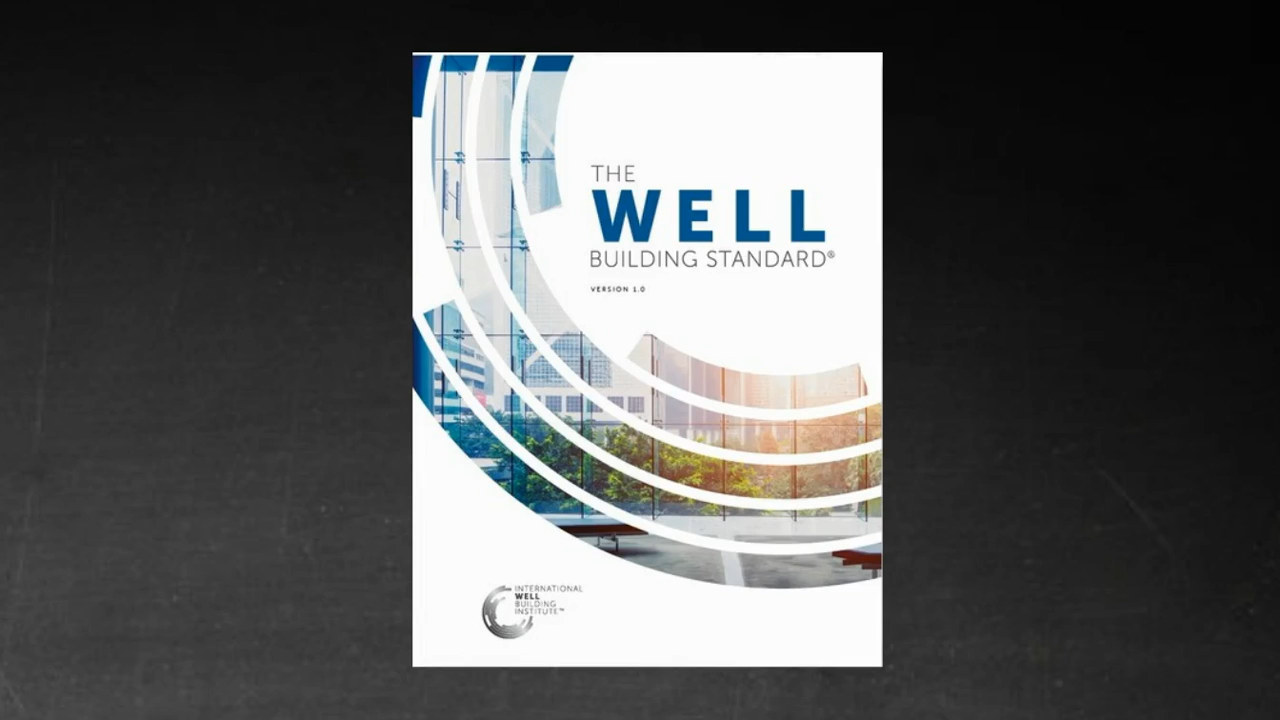 THE
WELL
BUILDING STANDARD®
VERSION 1.0
INTERNATIONAL
WELL
BUILDING
INSTITUTE™